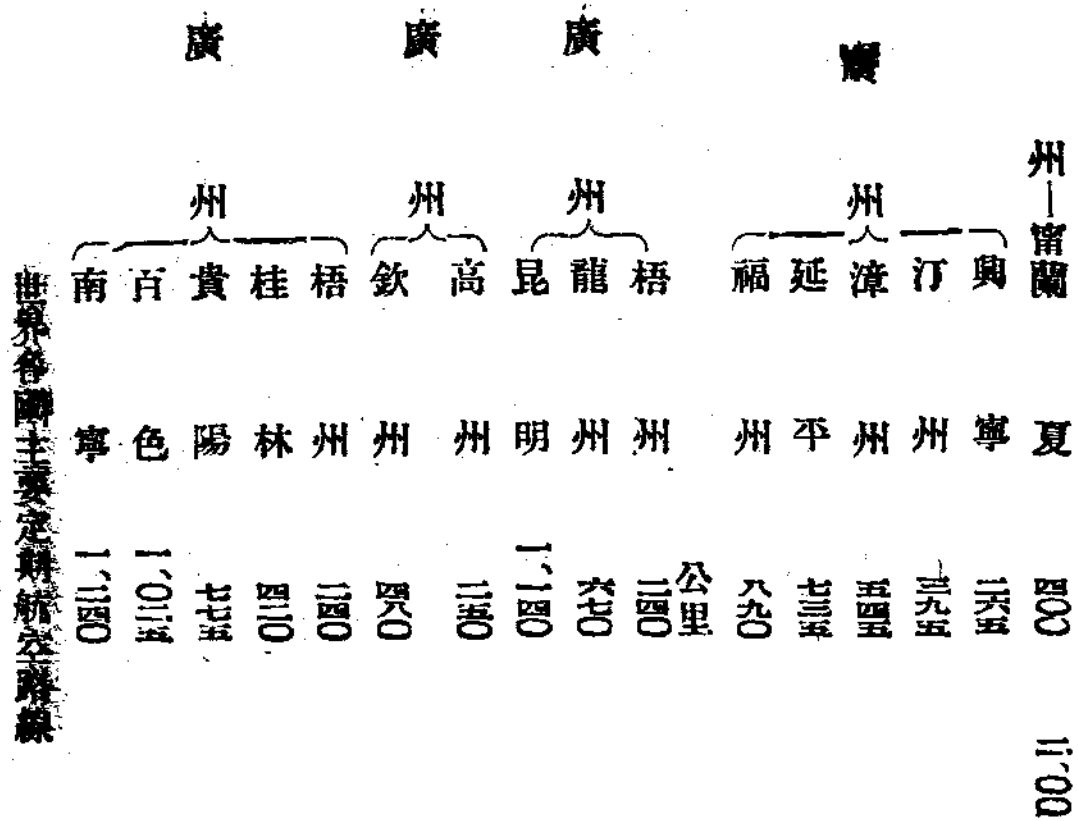 州—甯蘭 夏 四〇〇
廣州
興寧 二六五
汀州 三九五
漳州 五四五
延平 七三五
福州 八九〇
公里
廣州
梧州 二四〇
龍州 六七〇
昆明 一、一四〇
廣州
高州 二五〇
欽州 四八〇
廣州
梧州 二四〇
桂林 四二〇
貴陽 七七五
百色 一、〇二五
南寧 一、二四〇
世界各國主要定期航空路線